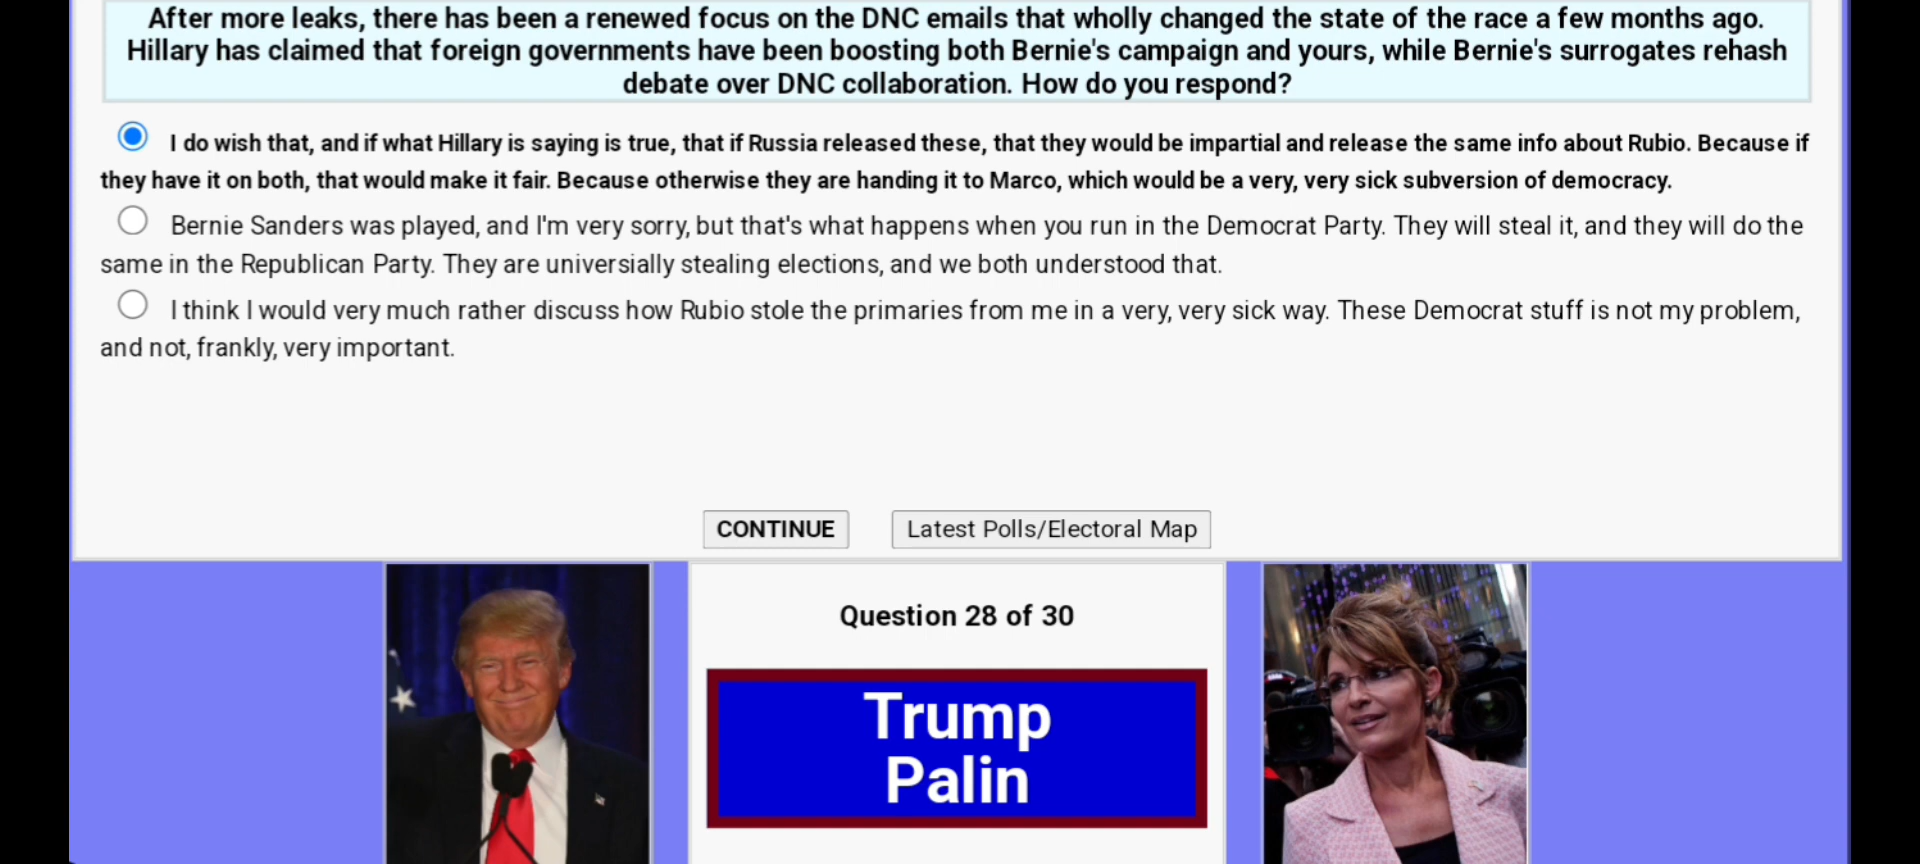 After more leaks, there has been a renewed focus on the DNC emails that wholly changed the state of the race a few months ago.
Hillary has claimed that foreign governments have been boosting both Bernie's campaign and yours, while Bernie's surrogates rehash
debate over DNC collaboration. How do you respond?
I do wish that, and if what Hillary is saying is true, that if Russia released these, that they would be impartial and release the same info about Rubio. Because if
they have it on both, that would make it fair. Because otherwise they are handing it to Marco, which would be a very, very sick subversion of democracy.
Bernie Sanders was played, and I'm very sorry, but that's what happens when you run in the Democrat Party. They will steal it, and they will do the
same in the Republican Party. They are universially stealing elections, and we both understood that.
I think I would very much rather discuss how Rubio stole the primaries from me in a very, very sick way. These Democrat stuff is not my problem,
and not, frankly, very important.
CONTINUE
Latest Polls/Electoral Map
Question 28 of 30
Trump
Palin